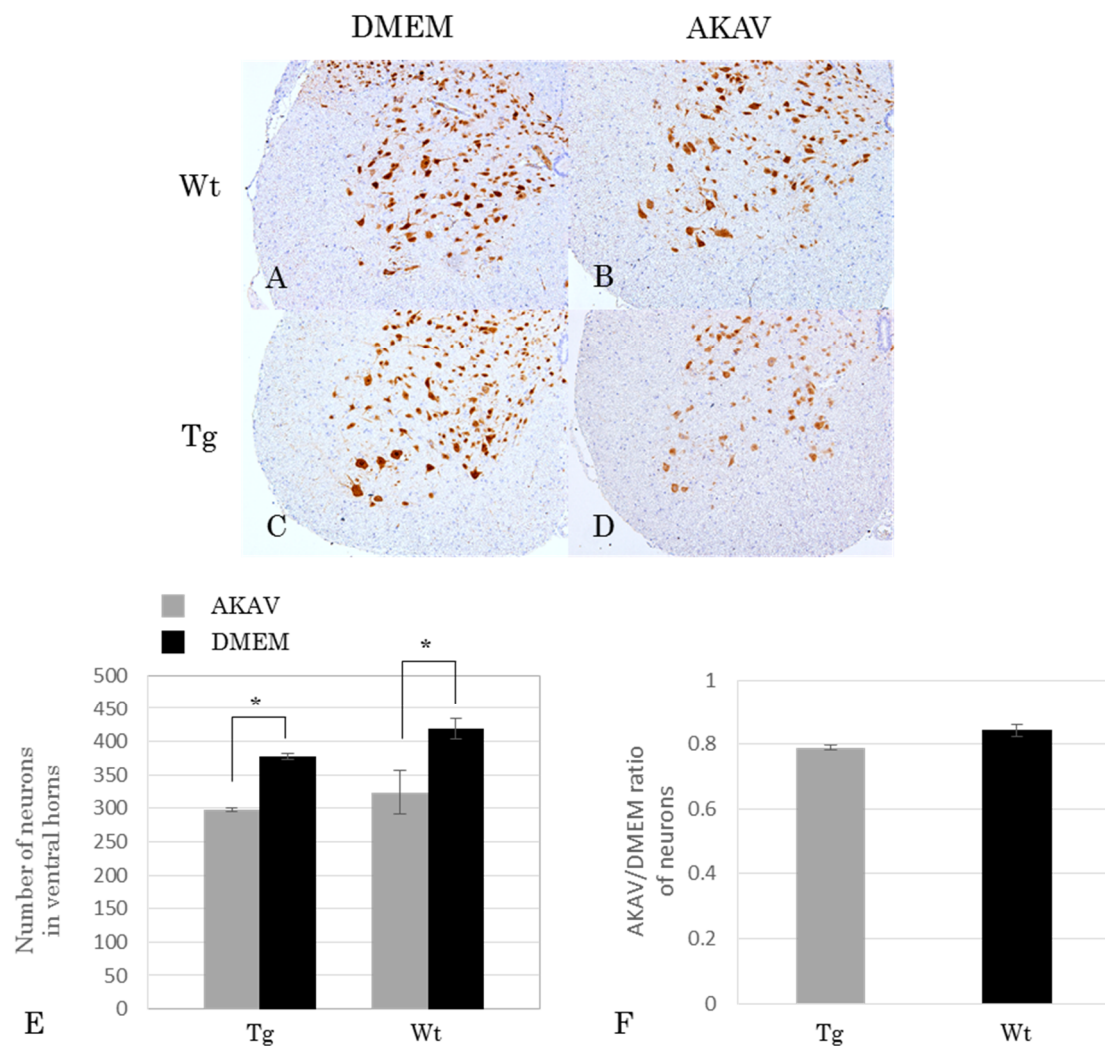 DMEM AKAV
Wt
A B
Tg
C D
AKAV
DMEM
*
*
500
450
400
350
300
250
200
150
100
50
0
Number of neurons
in ventral horns
Tg Wt
E
1
0.8
0.6
0.4
0.2
0
AKAV/DMEM ratio
of neurons
Tg Wt
F